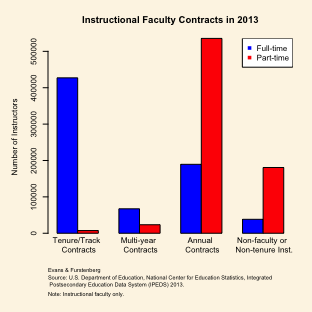 Instructional Faculty Contracts in 2013
Full-time
Part-time
Number of Instructors
500000
400000
300000
200000
100000
0
Tenure/Track
Contracts
Multi-year
Contracts
Annual
Contracts
Non-faculty or
Non-tenure Inst.
Evans & Furstenberg
Source: U.S. Department of Education, National Center for Education Statistics, Integrated
Postsecondary Education Data System (IPEDS) 2013.
Note: Instructional faculty only.